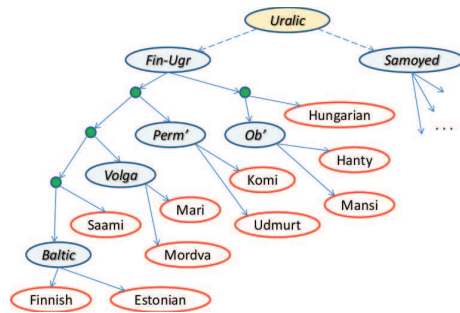 Uralic
Fin-Ugr
Samoyed
Hungarian
...
Perm'
Ob'
Hanty
Volga
Komi
Mari
Mansi
Saami
Udmurt
Baltic
Mordva
Finnish
Estonian